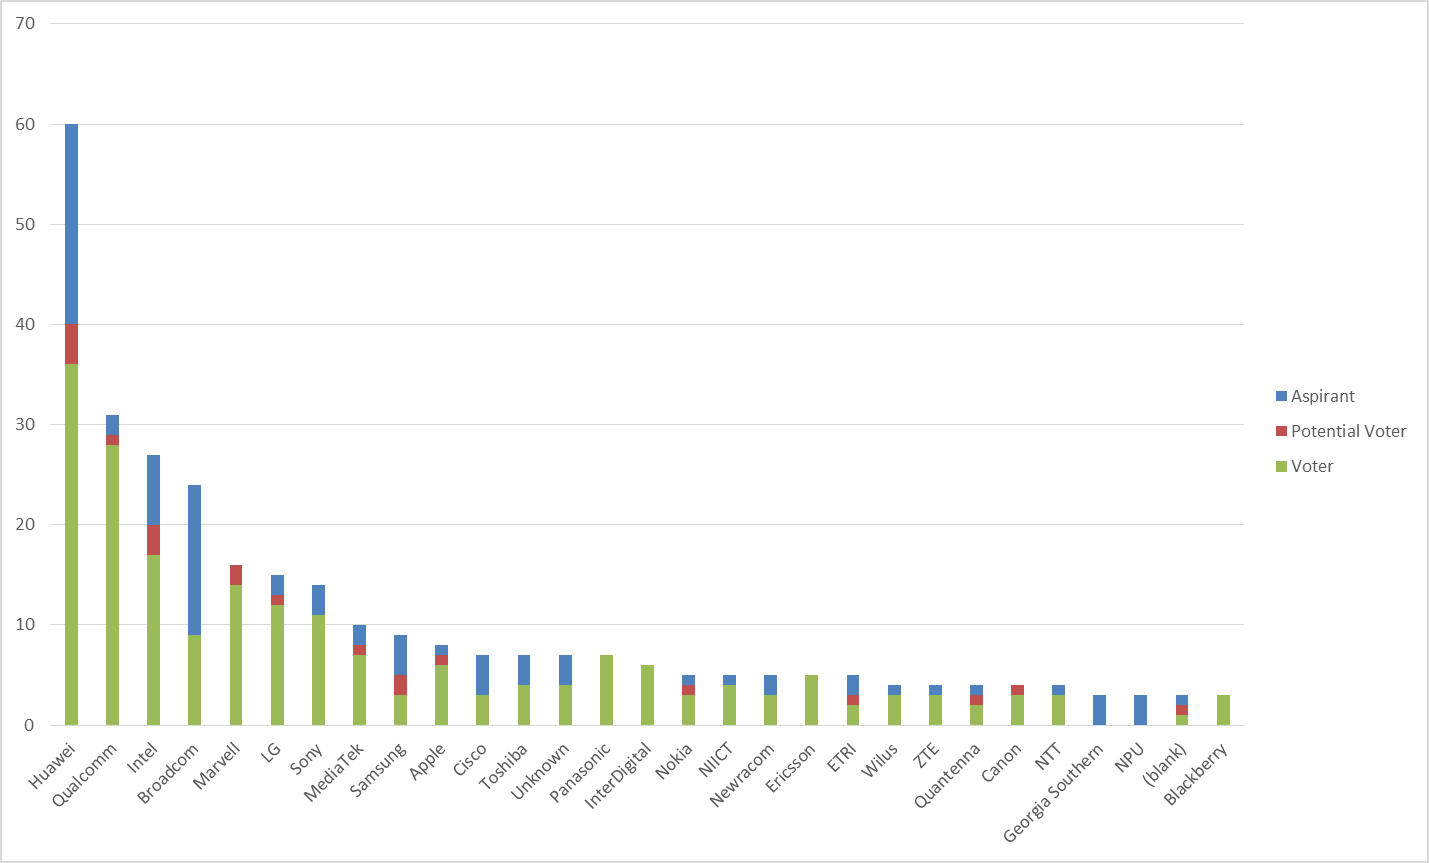 70
60
50
40
30
20
10
0
Huawei
Qualcomm
Intel
Broadcom
Marvell
LG
Sony
MediaTek
Samsung
Apple
Cisco
Toshiba
Unknown
Panasonic
InterDigital
Nokia
NIICT
Newracom
Ericsson
ETRI
Wilus
ZTE
Quantenna
Canon
NTT
Georgia Southern
NPU
(blank)
Blackberry
Aspirant
Potential Voter
Voter